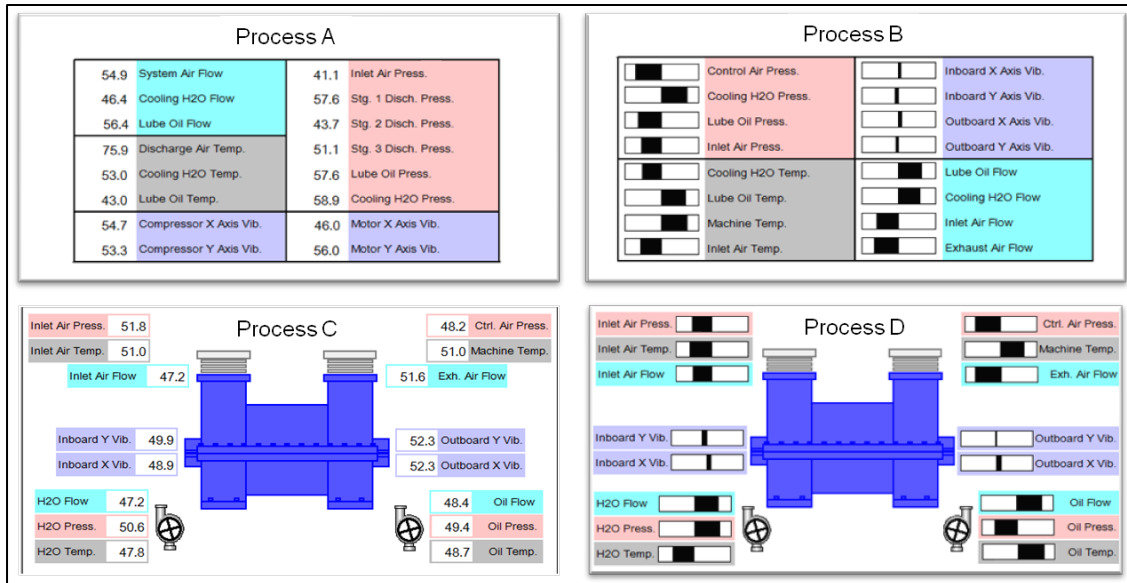 Process A
54.9 System Air Flow 41.1 Inlet Air Press.
46.4 Cooling H2O Flow 57.6 Stg. 1 Disch. Press.
56.4 Lube Oil Flow 43.7 Stg. 2 Disch. Press.
75.9 Discharge Air Temp. 51.1 Stg. 3 Disch. Press.
53.0 Cooling H2O Temp. 57.6 Lube Oil Press.
43.0 Lube Oil Temp. 58.9 Cooling H2O Press.
54.7 Compressor X Axis Vib. 46.0 Motor X Axis Vib.
53.3 Compressor Y Axis Vib. 56.0 Motor Y Axis Vib.
Process B
Control Air Press. Inboard X Axis Vib.
Cooling H2O Press. Inboard Y Axis Vib.
Lube Oil Press. Outboard X Axis Vib.
Inlet Air Press. Outboard Y Axis Vib.
Cooling H2O Temp. Lube Oil Flow
Lube Oil Temp. Cooling H2O Flow
Machine Temp. Inlet Air Flow
Inlet Air Temp. Exhaust Air Flow
Process C
Inlet Air Press. 51.8 48.2 Ctrl. Air Press.
Inlet Air Temp. 51.0 51.0 Machine Temp.
Inlet Air Flow 47.2 51.6 Exh. Air Flow
Inboard Y Vib. 49.9 52.3 Outboard Y Vib.
Inboard X Vib. 48.9 52.3 Outboard X Vib.
H2O Flow 47.2 48.4 Oil Flow
H2O Press. 50.6 49.4 Oil Press.
H2O Temp. 47.8 48.7 Oil Temp.
Process D
Inlet Air Press. Ctrl. Air Press.
Inlet Air Temp. Machine Temp.
Inlet Air Flow Exh. Air Flow
Inboard Y Vib. Outboard Y Vib.
Inboard X Vib. Outboard X Vib.
H2O Flow Oil Flow
H2O Press. Oil Press.
H2O Temp. Oil Temp.